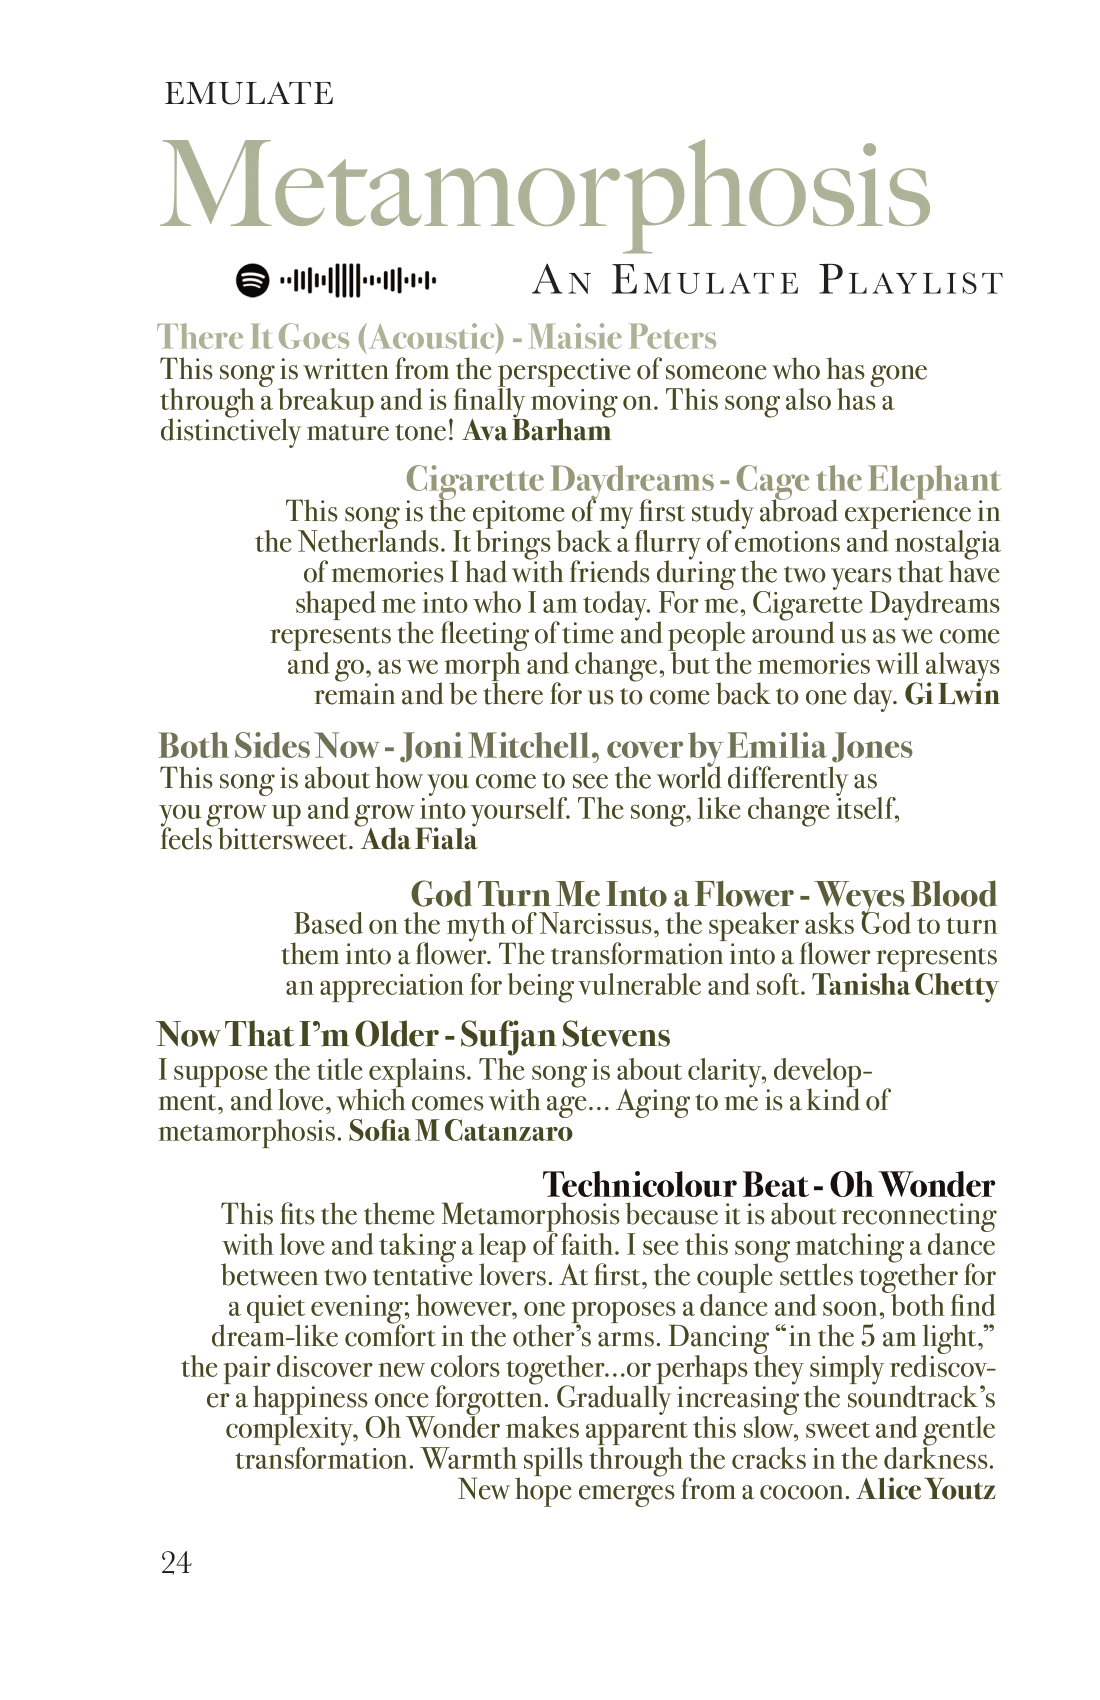 EMULATE
Metamorphosis
An Emulate Playlist
There It Goes (Acoustic) - Maisie Peters
This song is written from the perspective of someone who has gone
through a breakup and is finally moving on. This song also has a
distinctively mature tone! Ava Barham
Cigarette Daydreams - Cage the Elephant
This song is the epitome of my first study abroad experience in
the Netherlands. It brings back a flurry of emotions and nostalgia
of memories I had with friends during the two years that have
shaped me into who I am today. For me, Cigarette Daydreams
represents the fleeting of time and people around us as we come
and go, as we morph and change, but the memories will always
remain and be there for us to come back to one day. Gi Lwin
Both Sides Now - Joni Mitchell, cover by Emilia Jones
This song is about how you come to see the world differently as
you grow up and grow into yourself. The song, like change itself,
feels bittersweet. Ada Fiala
God Turn Me Into a Flower - Weyes Blood
Based on the myth of Narcissus, the speaker asks God to turn
them into a flower. The transformation into a flower represents
an appreciation for being vulnerable and soft. Tanisha Chetty
Now That I'm Older - Sufjan Stevens
I suppose the title explains. The song is about clarity, develop-
ment, and love, which comes with age... Aging to me is a kind of
metamorphosis. Sofia M Catanzaro
Technicolour Beat - Oh Wonder
This fits the theme Metamorphosis because it is about reconnecting
with love and taking a leap of faith. I see this song matching a dance
between two tentative lovers. At first, the couple settles together for
a quiet evening; however, one proposes a dance and soon, both find
dream-like comfort in the other's arms. Dancing “in the 5 am light,”
the pair discover new colors together...or perhaps they simply rediscov-
er a happiness once forgotten. Gradually increasing the soundtrack's
complexity, Oh Wonder makes apparent this slow, sweet and gentle
transformation. Warmth spills through the cracks in the darkness.
New hope emerges from a cocoon. Alice Youtz
24